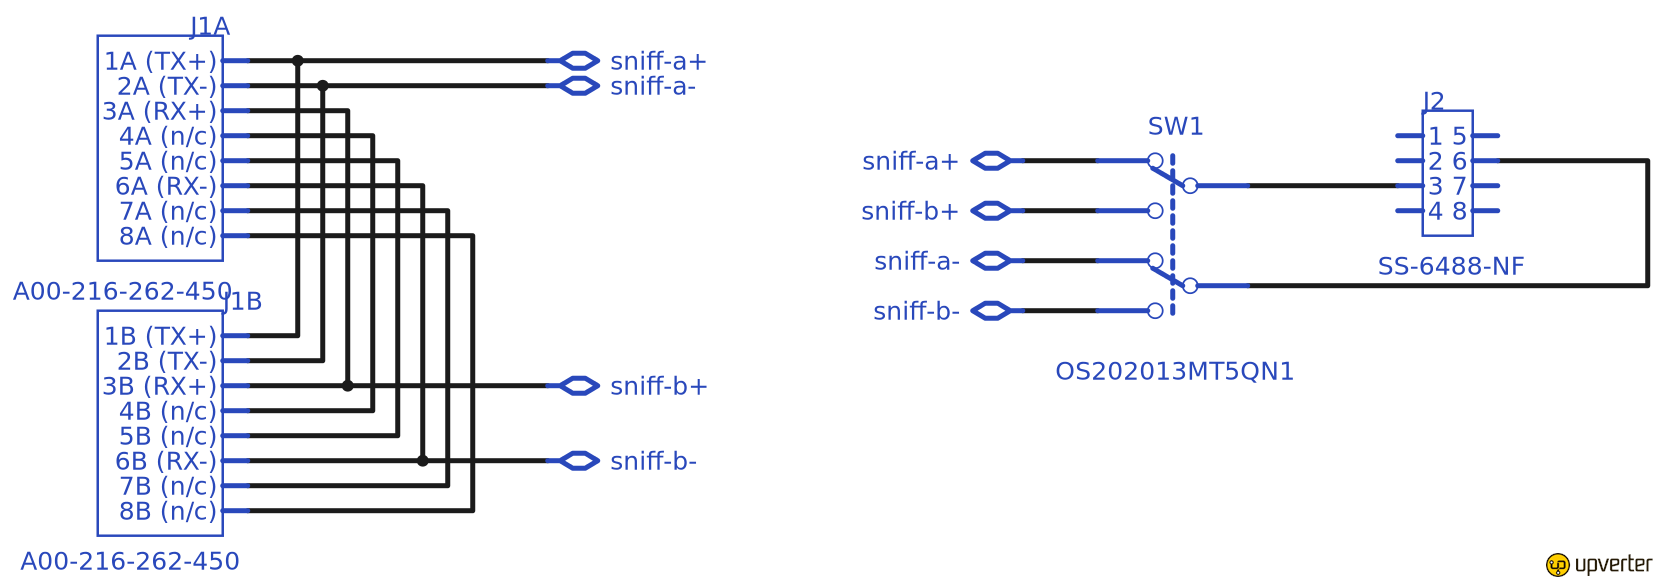 J1A
1A (TX+)
2A (TX-)
3A (RX+)
4A (n/c)
5A (n/c)
6A (RX-)
7A (n/c)
8A (n/c)
A00-216-262-450
sniff-a+
sniff-a-
J1B
1B (TX+)
2B (TX-)
3B (RX+)
4B (n/c)
5B (n/c)
6B (RX-)
7B (n/c)
8B (n/c)
A00-216-262-450
sniff-b+
sniff-b-
SW1
sniff-a+
sniff-b+
sniff-a-
sniff-b-
OS202013MT5QN1
J2
1 5
2 6
3 7
4 8
SS-6488-NF
upverter